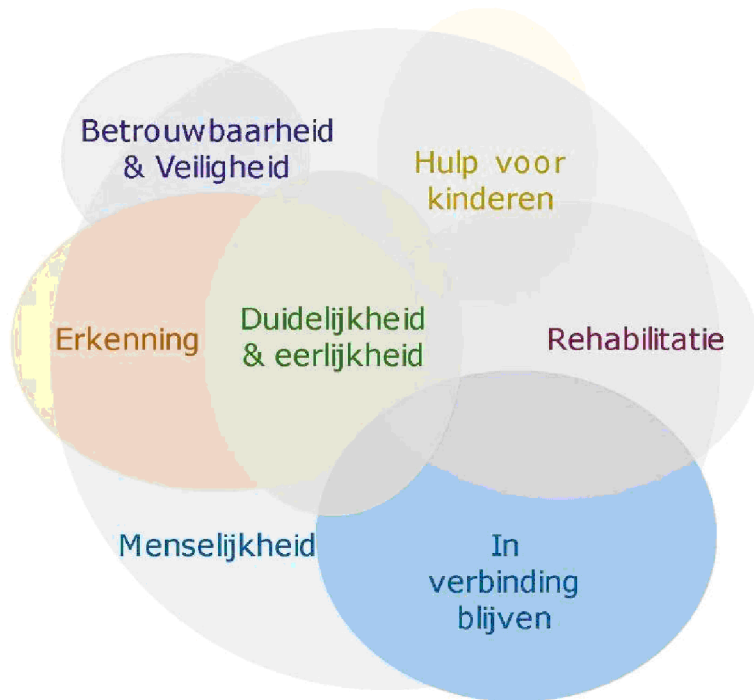 Betrouwbaarheid
& Veiligheid
Hulp voor
kinderen
Erkenning
Duidelijkheid
& eerlijkheid
Rehabilitatie
Menselijkheid
In
verbinding
blijven